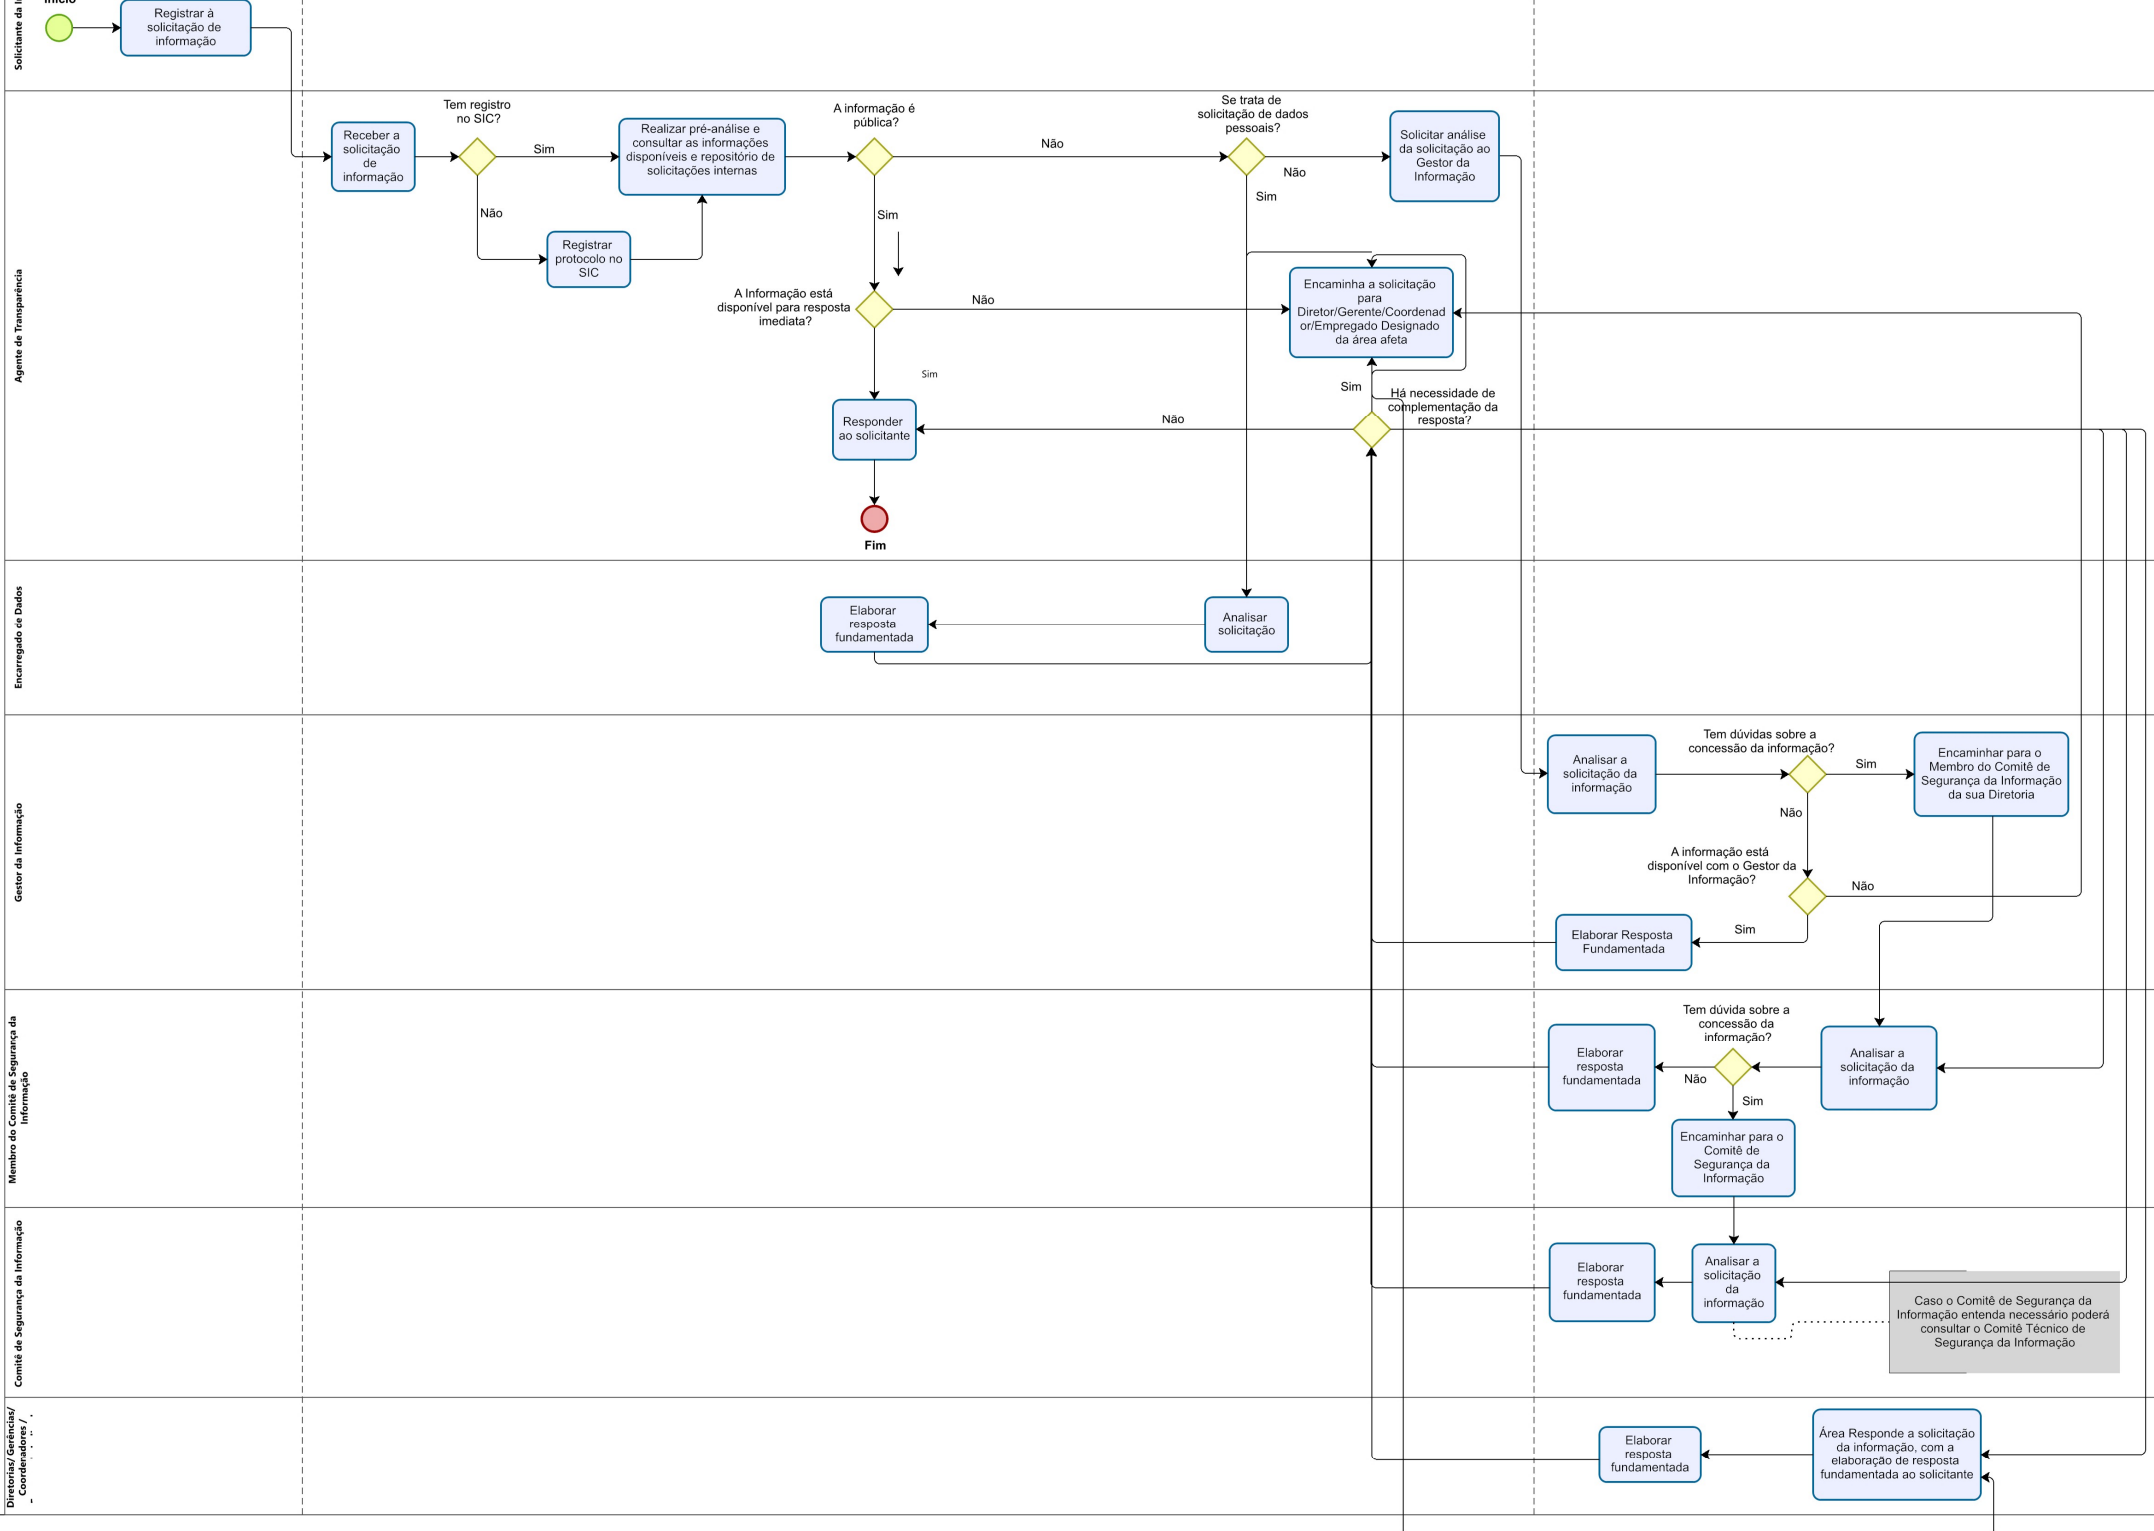 Início
Solicitante da I
Registrar à
solicitação de
informação
Agente de Transparência
Receber a
solicitação
de
informação
Tem registro
no SIC?
Sim
Não
Registrar
protocolo no
SIC
Realizar pré-análise e
consultar as informações
disponíveis e repositório de
solicitações internas
A informação é
pública?
Não
Sim
Se trata de
solicitação de dados
pessoais?
Não
Sim
Solicitar análise
da solicitação ao
Gestor da
Informação
A Informação está
disponível para resposta
imediata?
Não
Sim
Encaminha a solicitação
para
Diretor/Gerente/Coordenad
or/Empregado Designado
da área afeta
Sim
Há necessidade de
complementação da
resposta?
Não
Responder
ao solicitante
Fim
Encarregado de Dados
Elaborar
resposta
fundamentada
Analisar
solicitação
Gestor da Informação
Analisar a
solicitação da
informação
Tem dúvidas sobre a
concessão da informação?
Sim
Não
Encaminhar para o
Membro do Comitê de
Segurança da Informação
da sua Diretoria
A informação está
disponível com o Gestor da
Informação?
Não
Sim
Elaborar Resposta
Fundamentada
Membro do Comitê de Segurança da
Informação
Elaborar
resposta
fundamentada
Tem dúvida sobre a
concessão da
informação?
Não
Sim
Analisar a
solicitação da
informação
Encaminhar para o
Comitê de
Segurança da
Informação
Comitê de Segurança da Informação
Elaborar
resposta
fundamentada
Analisar a
solicitação
da
informação
Caso o Comitê de Segurança da
Informação entenda necessário poderá
consultar o Comitê Técnico de
Segurança da Informação
Diretorias/ Gerências/
Coordenadores /
Elaborar
resposta
fundamentada
Área Responde a solicitação
da informação, com a
elaboração de resposta
fundamentada ao solicitante